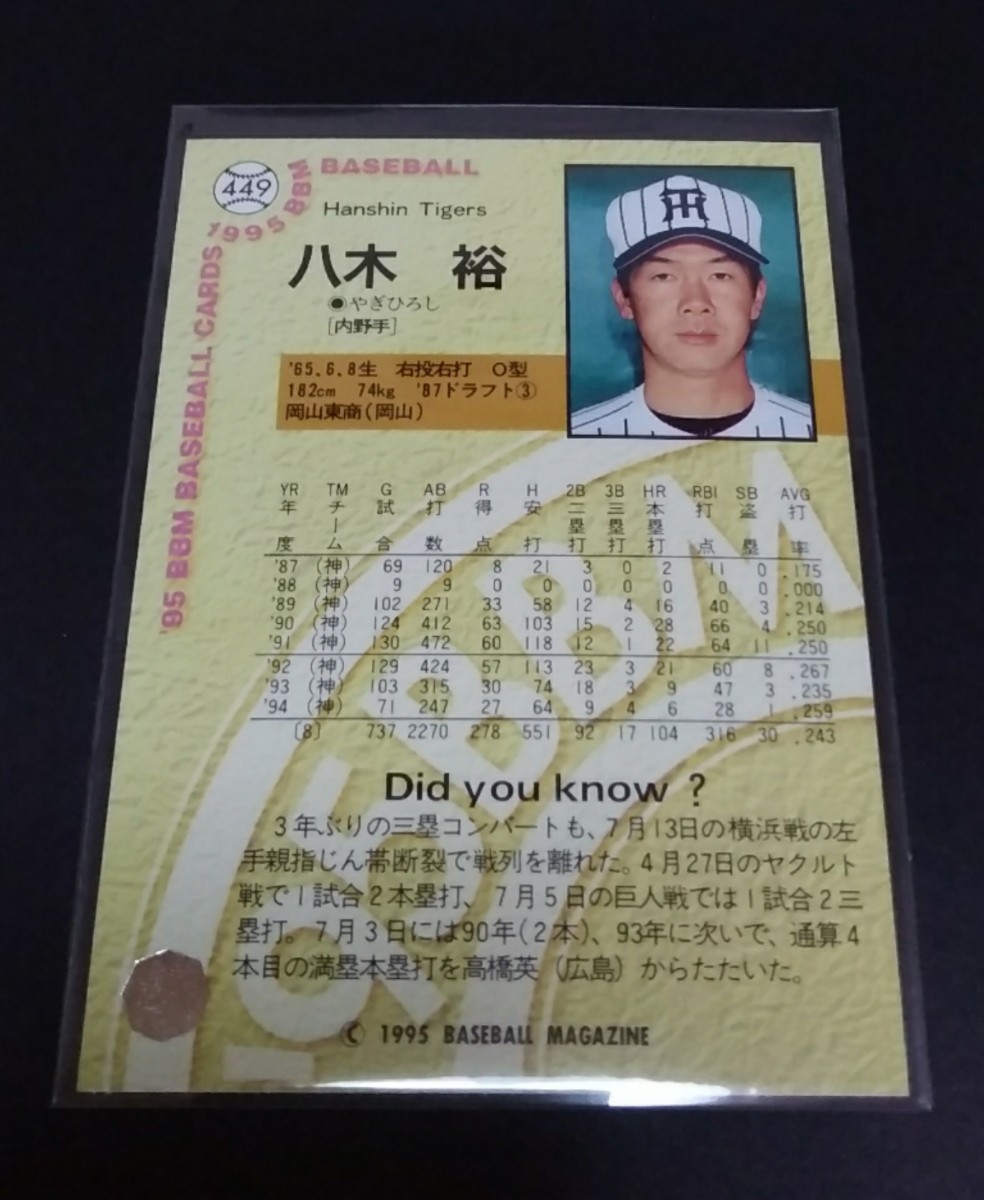 449
'95 BBM BASEBALL CARDS 1995 BBM BASEBALL
Hanshin Tigers
八木 裕
●やぎひろし
[内野手]
'65.6.8生 右投右打 O型
182cm 74kg '87ドラフト③
岡山東商(岡山)
YR TM G AB R H 2B 3B HR RBI SB AVG
年度 チーム 試合 打数 得点 安打 二塁打 三塁打 本塁打 打点 盗塁 打率
'87 (神) 69 120 8 21 3 0 2 11 0 .175
'88 (神) 9 9 0 0 0 0 0 0 0 .000
'89 (神) 102 271 33 58 12 4 16 40 3 .214
'90 (神) 124 412 63 103 15 2 28 66 4 .250
'91 (神) 130 472 60 118 12 1 22 64 11 .250
'92 (神) 129 424 57 113 23 3 21 60 8 .267
'93 (神) 103 315 30 74 18 3 9 47 3 .235
'94 (神) 71 247 27 64 9 4 6 28 1 .259
[8] 737 2270 278 551 92 17 104 316 30 .243
Did you know ?
3年ぶりの三塁コンバートも、7月13日の横浜戦の左
手親指じん帯断裂で戦列を離れた。4月27日のヤクルト
戦で1試合2本塁打、7月5日の巨人戦では1試合2三
塁打。7月3日には90年(2本)、93年に次いで、通算4
本目の満塁本塁打を高橋英(広島)からたたいた。
© 1995 BASEBALL MAGAZINE